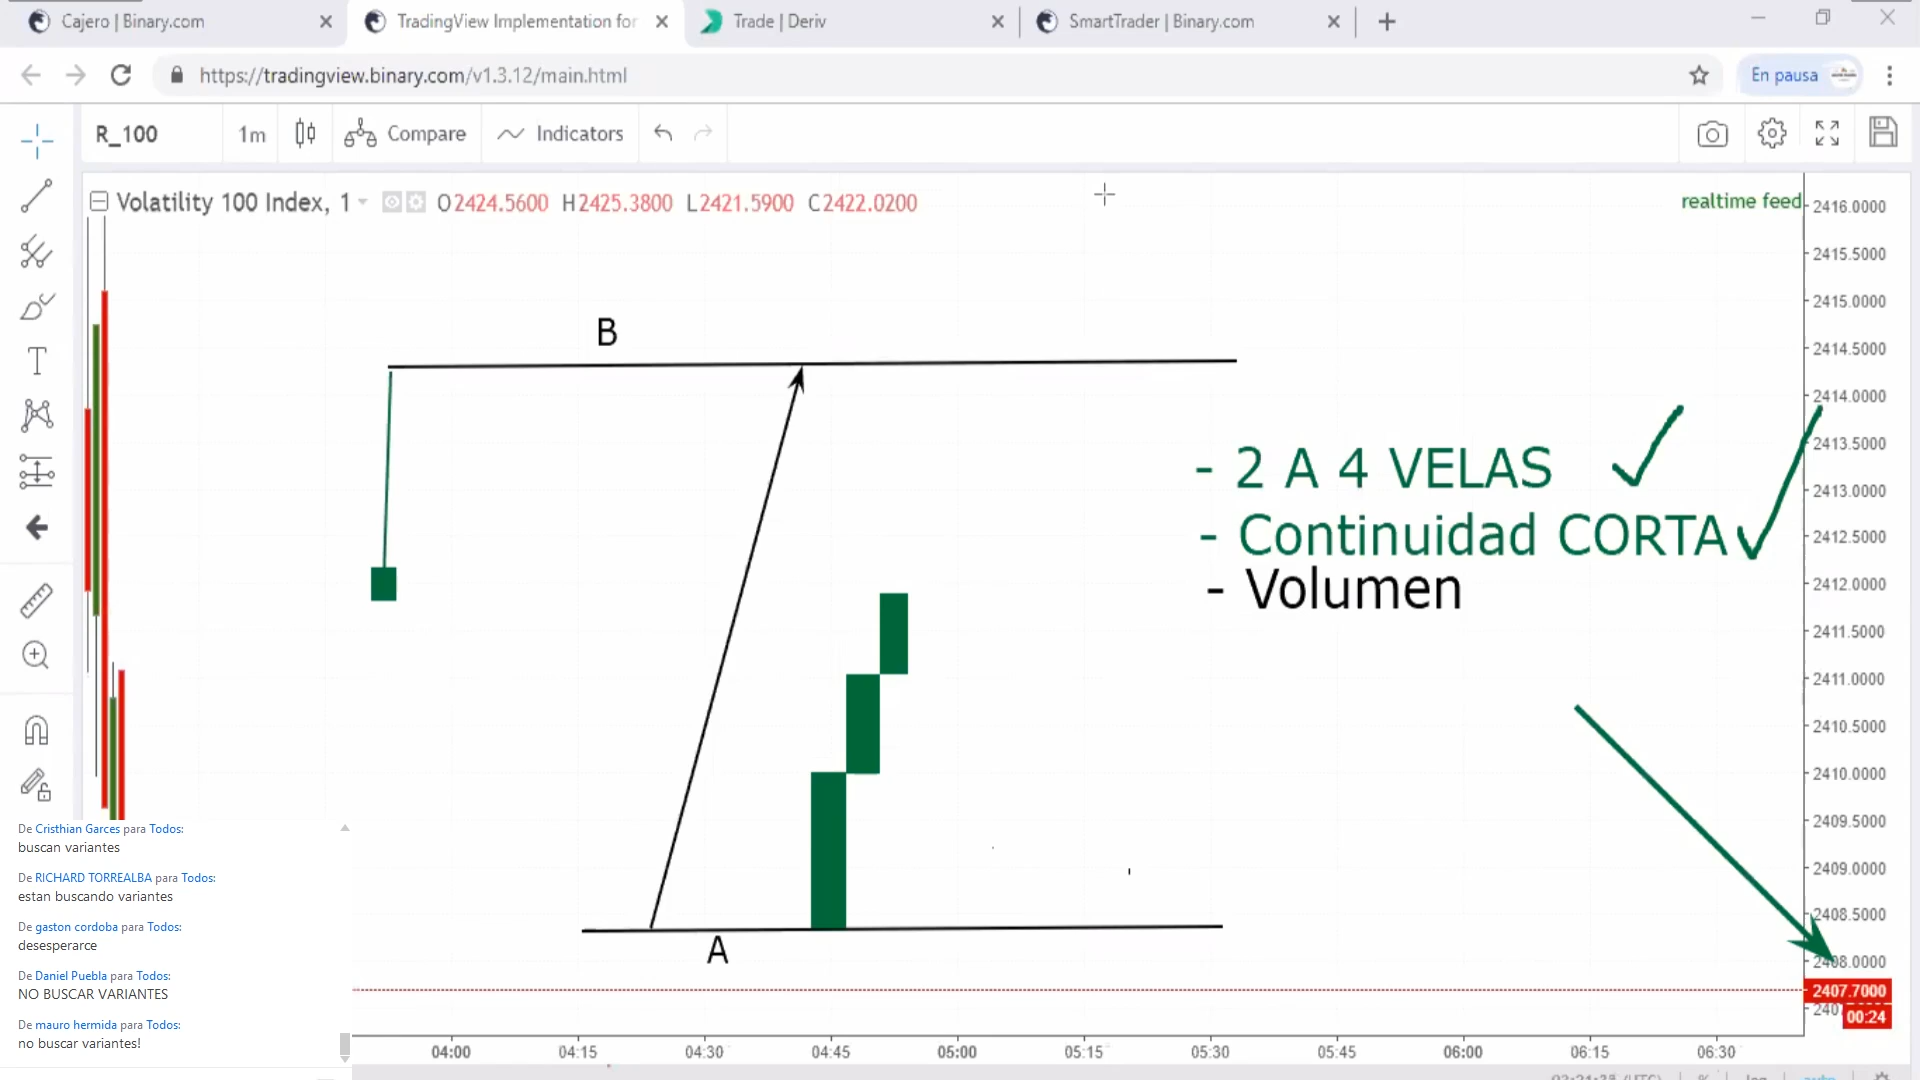 Cajero | Binary.com
TradingView Implementation for
Trade | Deriv
SmartTrader | Binary.com
https://tradingview.binary.com/v1.3.12/main.html
En pausa
R_100
1m
Compare
Indicators
Volatility 100 Index, 1
O2424.5600 H2425.3800 L2421.5900 C2422.0200
realtime feed
2416.0000
2415.5000
2415.0000
2414.5000
2414.0000
2413.5000
2413.0000
2412.5000
2412.0000
2411.5000
2411.0000
2410.5000
2410.0000
2409.5000
2409.0000
2408.5000
2408.0000
2407.7000
00:24
B
- 2 A 4 VELAS
- Continuidad CORTA
- Volumen
A
De Cristhian Garces para Todos:
buscan variantes
De RICHARD TORREALBA para Todos:
estan buscando variantes
De gaston cordoba para Todos:
desesperarce
De Daniel Puebla para Todos:
NO BUSCAR VARIANTES
De mauro hermida para Todos:
no buscar variantes!
04:00 04:15 04:30 04:45 05:00 05:15 05:30 05:45 06:00 06:15 06:30